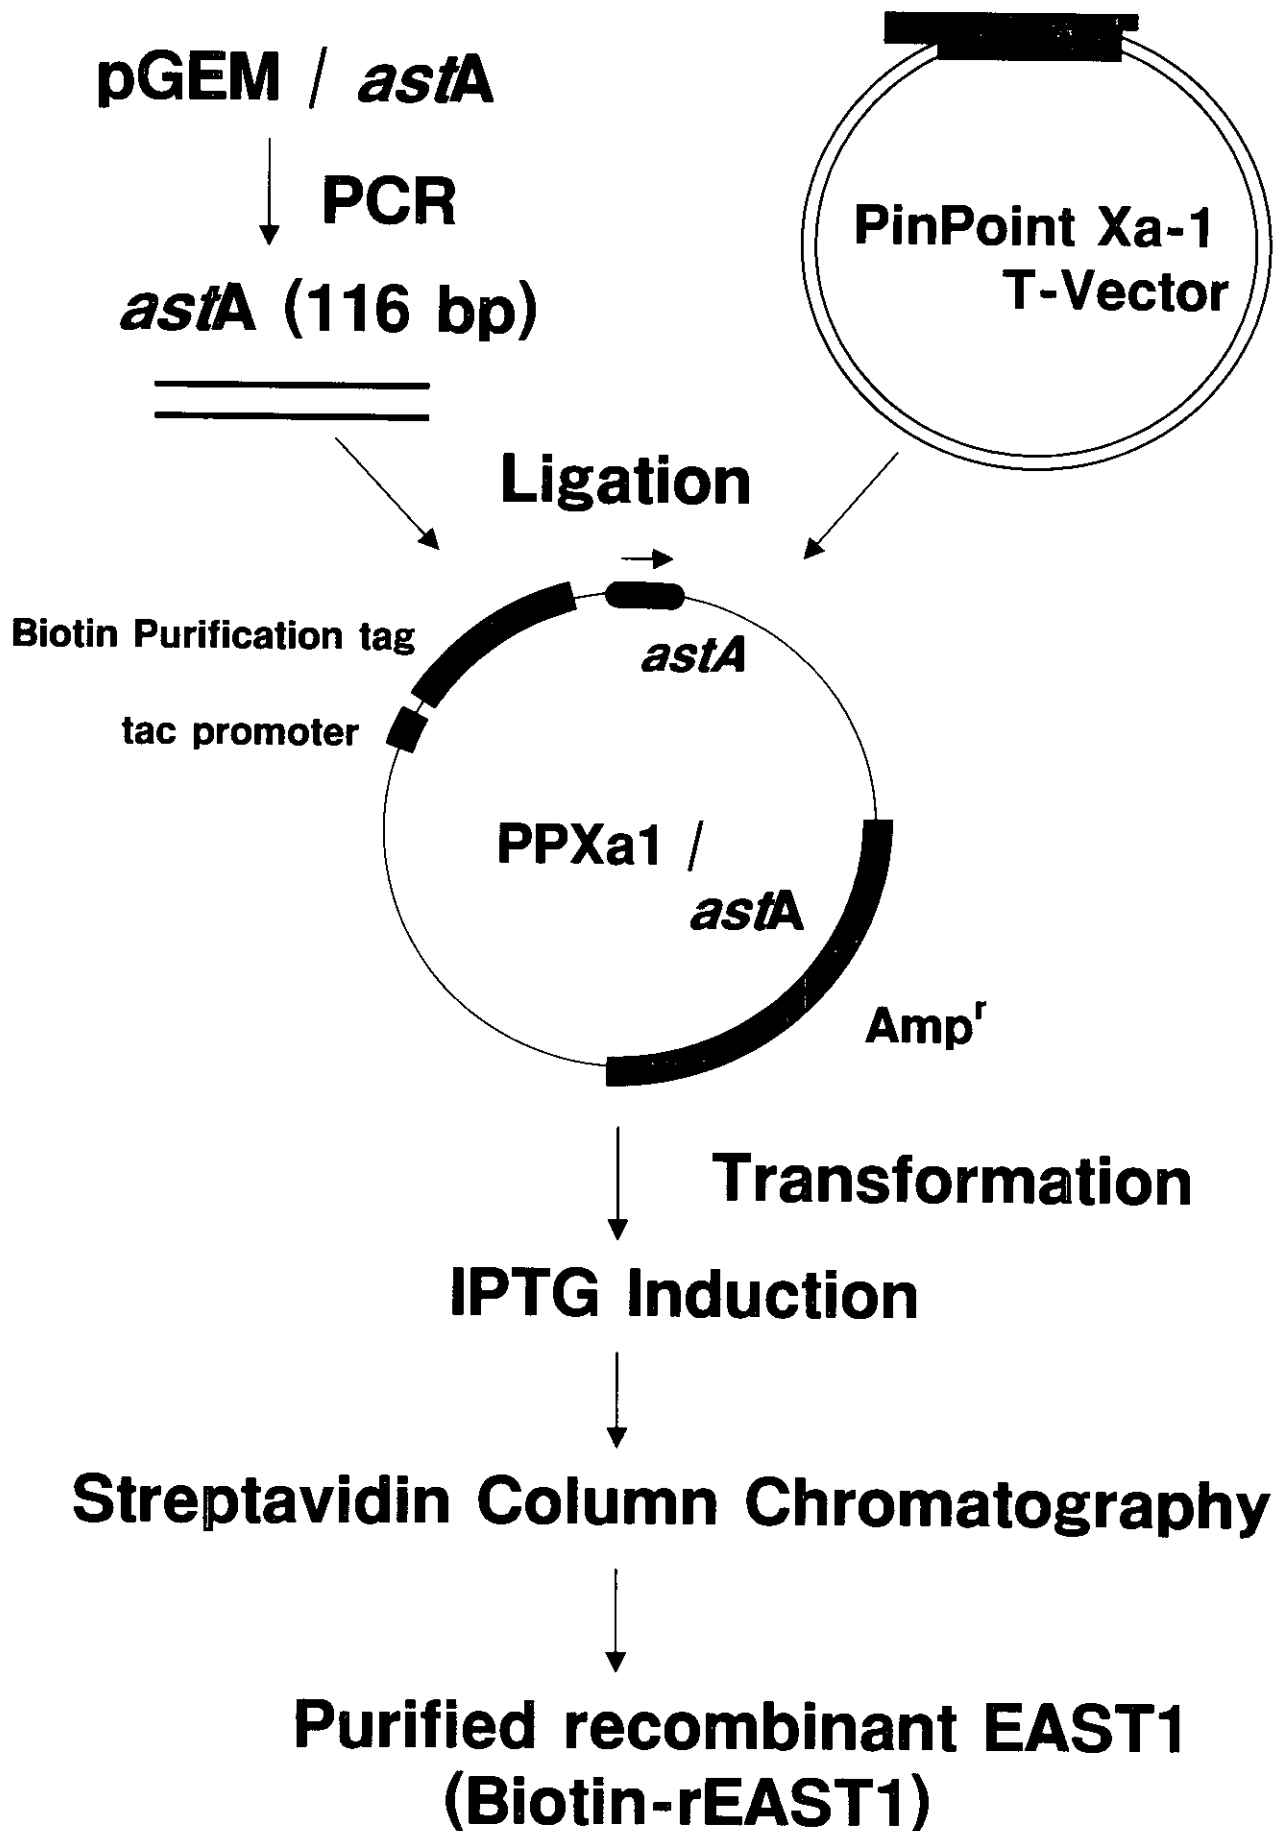 pGEM / astA
PCR
astA (116 bp)
PinPoint Xa-1
T-Vector
Ligation
Biotin Purification tag
astA
tac promoter
PPXa1 /
astA
Ampʳ
Transformation
IPTG Induction
Streptavidin Column Chromatography
Purified recombinant EAST1
(Biotin-rEAST1)